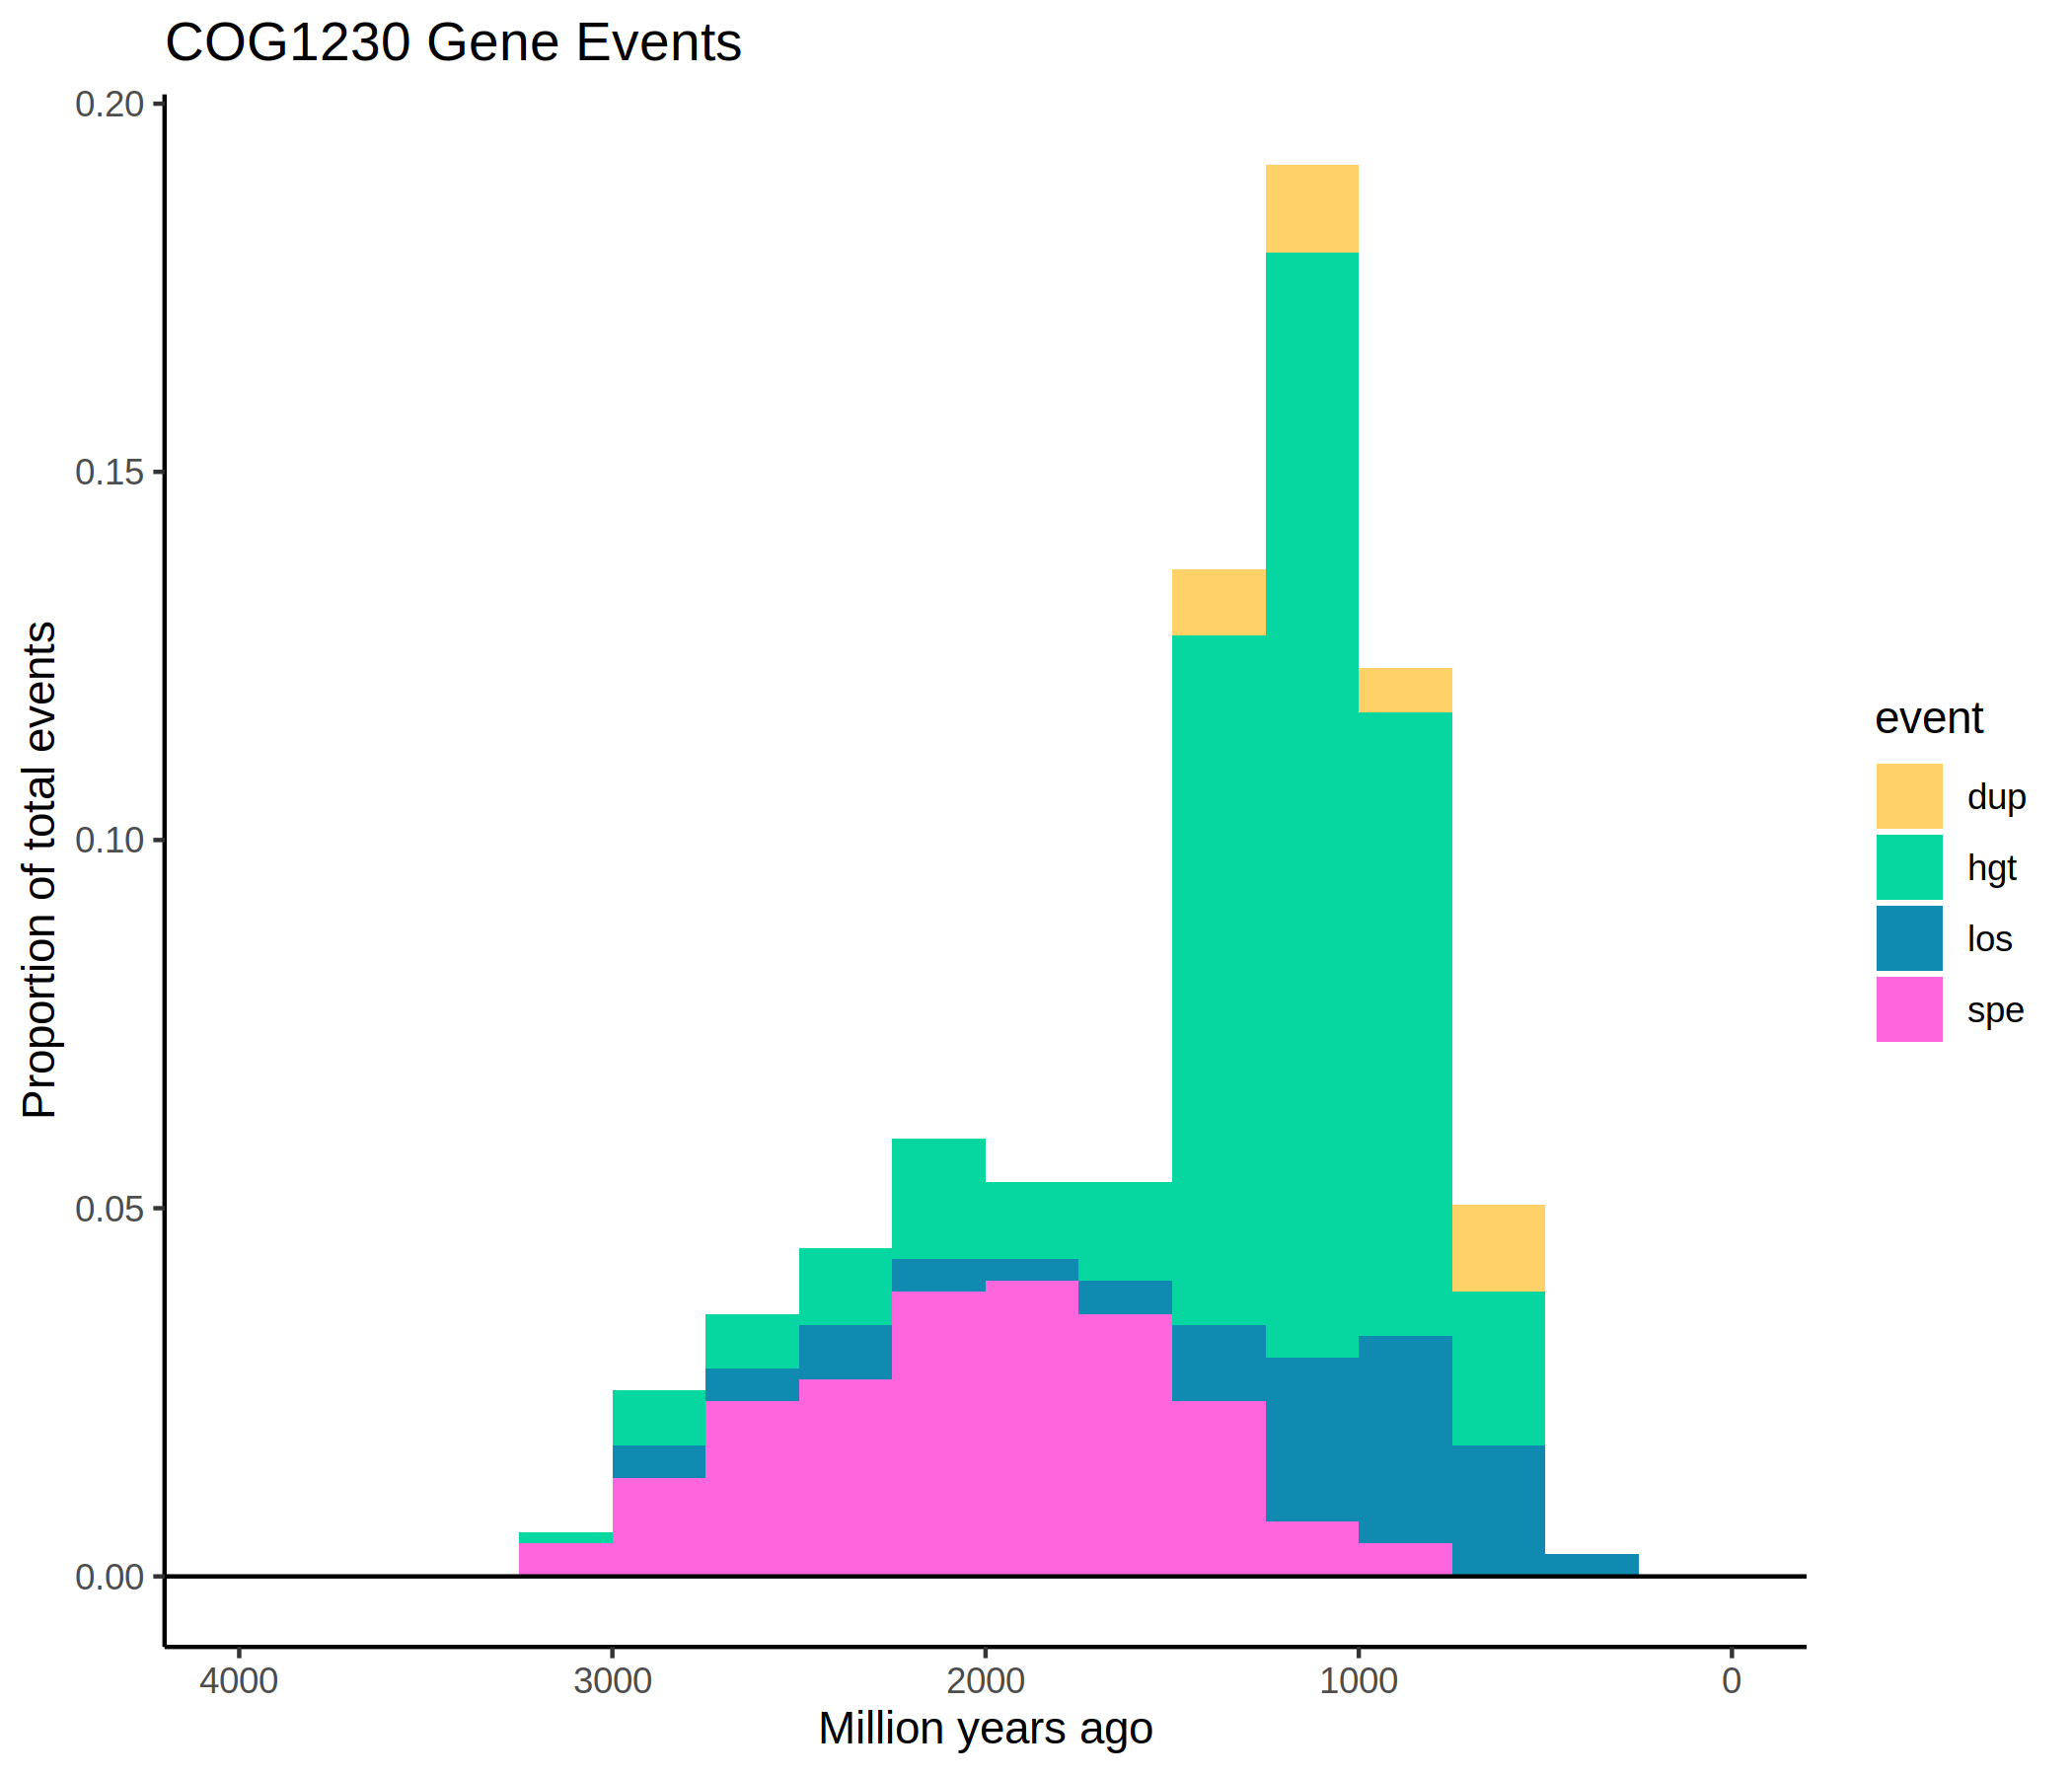 COG1230 Gene Events
0.20
0.15
0.10
0.05
0.00
Proportion of total events
4000 3000 2000 1000 0
Million years ago
event
dup
hgt
los
spe